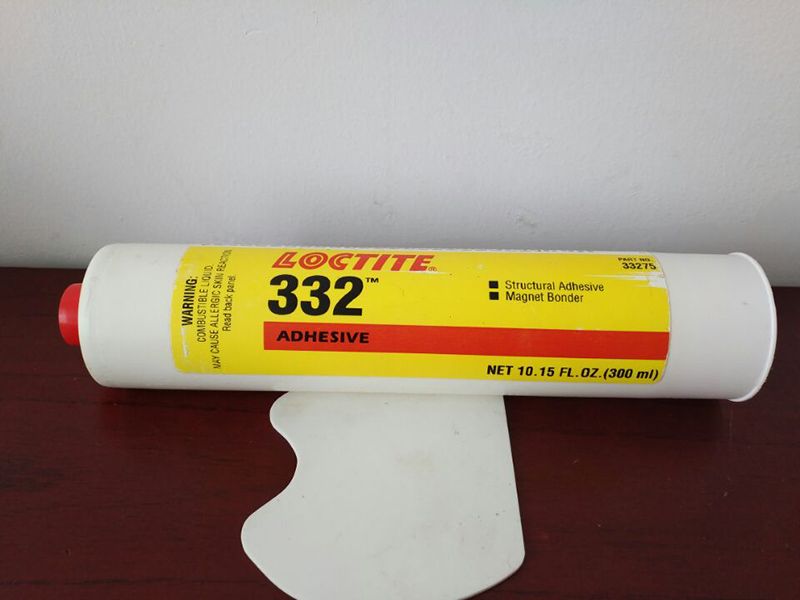 WARNING:
COMBUSTIBLE LIQUID.
MAY CAUSE ALLERGIC SKIN REACTION.
Read back panel.
LOCTITE®
332™
ADHESIVE
■ Structural Adhesive
■ Magnet Bonder
PART NO.
33275
NET 10.15 FL.OZ.(300 ml)